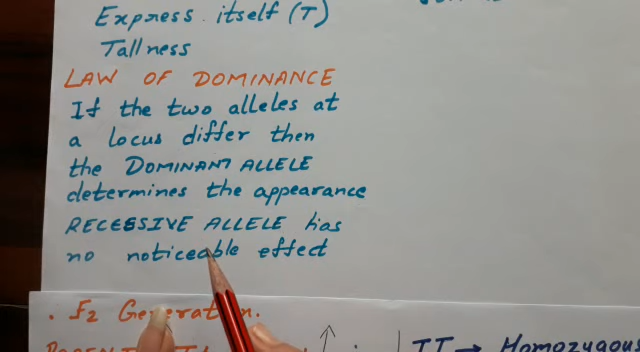 Express itself (T)
Tallness
LAW OF DOMINANCE
If the two alleles at
a locus differ then
the DOMINANT ALLELE
determines the appearance
RECESSIVE ALLELE has
no noticeable effect
. F2 Generation.
TT → Homozygous